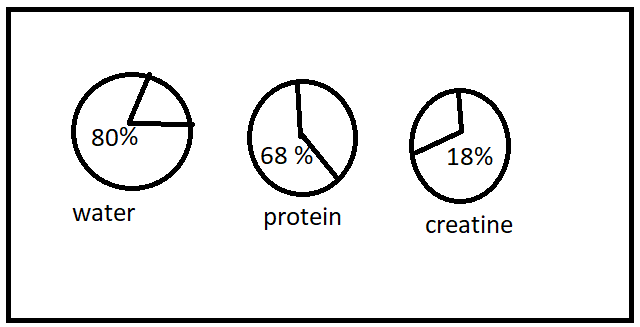 80%
water
68 %
protein
18%
creatine